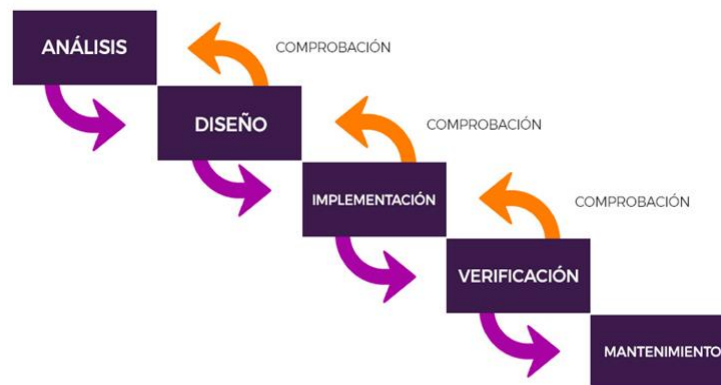 ANÁLISIS
COMPROBACIÓN
DISEÑO
COMPROBACIÓN
IMPLEMENTACIÓN
COMPROBACIÓN
VERIFICACIÓN
MANTENIMIENTO